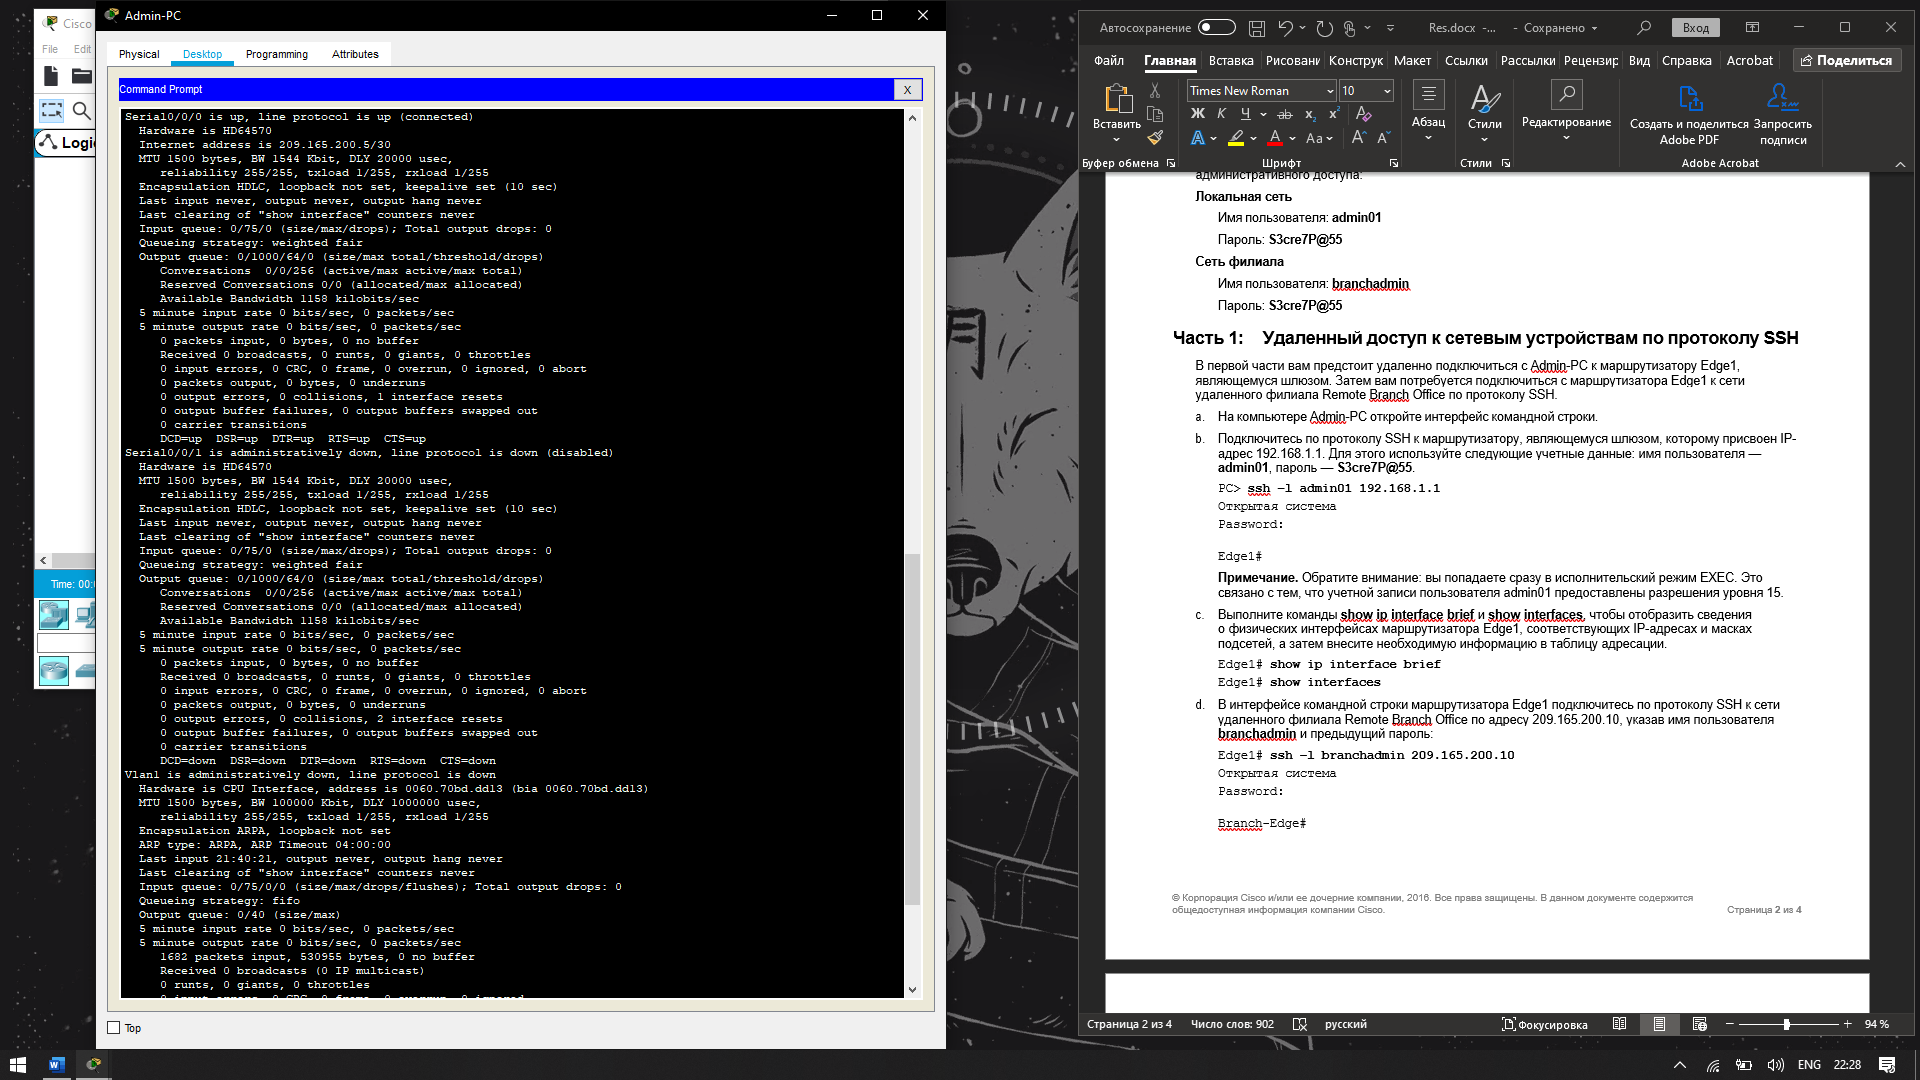 Cisco
File Edit
Logic
Time: 00:0
Admin-PC
Physical Desktop Programming Attributes
Command Prompt X
Serial0/0/0 is up, line protocol is up (connected)
Hardware is HD64570
Internet address is 209.165.200.5/30
MTU 1500 bytes, BW 1544 Kbit, DLY 20000 usec,
reliability 255/255, txload 1/255, rxload 1/255
Encapsulation HDLC, loopback not set, keepalive set (10 sec)
Last input never, output never, output hang never
Last clearing of "show interface" counters never
Input queue: 0/75/0 (size/max/drops); Total output drops: 0
Queueing strategy: weighted fair
Output queue: 0/1000/64/0 (size/max total/threshold/drops)
Conversations 0/0/256 (active/max active/max total)
Reserved Conversations 0/0 (allocated/max allocated)
Available Bandwidth 1158 kilobits/sec
5 minute input rate 0 bits/sec, 0 packets/sec
5 minute output rate 0 bits/sec, 0 packets/sec
0 packets input, 0 bytes, 0 no buffer
Received 0 broadcasts, 0 runts, 0 giants, 0 throttles
0 input errors, 0 CRC, 0 frame, 0 overrun, 0 ignored, 0 abort
0 packets output, 0 bytes, 0 underruns
0 output errors, 0 collisions, 1 interface resets
0 output buffer failures, 0 output buffers swapped out
0 carrier transitions
DCD=up DSR=up DTR=up RTS=up CTS=up
Serial0/0/1 is administratively down, line protocol is down (disabled)
Hardware is HD64570
MTU 1500 bytes, BW 1544 Kbit, DLY 20000 usec,
reliability 255/255, txload 1/255, rxload 1/255
Encapsulation HDLC, loopback not set, keepalive set (10 sec)
Last input never, output never, output hang never
Last clearing of "show interface" counters never
Input queue: 0/75/0 (size/max/drops); Total output drops: 0
Queueing strategy: weighted fair
Output queue: 0/1000/64/0 (size/max total/threshold/drops)
Conversations 0/0/256 (active/max active/max total)
Reserved Conversations 0/0 (allocated/max allocated)
Available Bandwidth 1158 kilobits/sec
5 minute input rate 0 bits/sec, 0 packets/sec
5 minute output rate 0 bits/sec, 0 packets/sec
0 packets input, 0 bytes, 0 no buffer
Received 0 broadcasts, 0 runts, 0 giants, 0 throttles
0 input errors, 0 CRC, 0 frame, 0 overrun, 0 ignored, 0 abort
0 packets output, 0 bytes, 0 underruns
0 output errors, 0 collisions, 2 interface resets
0 output buffer failures, 0 output buffers swapped out
0 carrier transitions
DCD=down DSR=down DTR=down RTS=down CTS=down
Vlan1 is administratively down, line protocol is down
Hardware is CPU Interface, address is 0060.70bd.dd13 (bia 0060.70bd.dd13)
MTU 1500 bytes, BW 100000 Kbit, DLY 1000000 usec,
reliability 255/255, txload 1/255, rxload 1/255
Encapsulation ARPA, loopback not set
ARP type: ARPA, ARP Timeout 04:00:00
Last input 21:40:21, output never, output hang never
Last clearing of "show interface" counters never
Input queue: 0/75/0/0 (size/max/drops/flushes); Total output drops: 0
Queueing strategy: fifo
Output queue: 0/40 (size/max)
5 minute input rate 0 bits/sec, 0 packets/sec
5 minute output rate 0 bits/sec, 0 packets/sec
1682 packets input, 530955 bytes, 0 no buffer
Received 0 broadcasts (0 IP multicast)
0 runts, 0 giants, 0 throttles
0 input errors, 0 CRC, 0 frame, 0 overrun, 0 ignored
Top
Автосохранение Res.docx -... - Сохранено Вход
Файл Главная Вставка Рисовани Конструк Макет Ссылки Рассылки Рецензир Вид Справка Acrobat Поделиться
Times New Roman 10
Ж К Ч ab x₂ x²
Вставить Абзац Стили Редактирование Создать и поделиться Adobe PDF Запросить подписи
Буфер обмена Шрифт Стили Adobe Acrobat
административного доступа:
Локальная сеть
Имя пользователя: admin01
Пароль: S3cre7P@55
Сеть филиала
Имя пользователя: branchadmin
Пароль: S3cre7P@55
Часть 1: Удаленный доступ к сетевым устройствам по протоколу SSH
В первой части вам предстоит удаленно подключиться с Admin-PC к маршрутизатору Edge1,
являющемуся шлюзом. Затем вам потребуется подключиться с маршрутизатора Edge1 к сети
удаленного филиала Remote Branch Office по протоколу SSH.
a. На компьютере Admin-PC откройте интерфейс командной строки.
b. Подключитесь по протоколу SSH к маршрутизатору, являющемуся шлюзом, которому присвоен IP-
адрес 192.168.1.1. Для этого используйте следующие учетные данные: имя пользователя —
admin01, пароль — S3cre7P@55.
PC> ssh –l admin01 192.168.1.1
Открытая система
Password:
Edge1#
Примечание. Обратите внимание: вы попадаете сразу в исполнительский режим EXEC. Это
связано с тем, что учетной записи пользователя admin01 предоставлены разрешения уровня 15.
c. Выполните команды show ip interface brief и show interfaces, чтобы отобразить сведения
о физических интерфейсах маршрутизатора Edge1, соответствующих IP-адресах и масках
подсетей, а затем внесите необходимую информацию в таблицу адресации.
Edge1# show ip interface brief
Edge1# show interfaces
d. В интерфейсе командной строки маршрутизатора Edge1 подключитесь по протоколу SSH к сети
удаленного филиала Remote Branch Office по адресу 209.165.200.10, указав имя пользователя
branchadmin и предыдущий пароль:
Edge1# ssh –l branchadmin 209.165.200.10
Открытая система
Password:
Branch-Edge#
© Корпорация Cisco и/или ее дочерние компании, 2016. Все права защищены. В данном документе содержится
общедоступная информация компании Cisco. Страница 2 из 4
Страница 2 из 4 Число слов: 902 русский Фокусировка 94 %
ENG 22:28